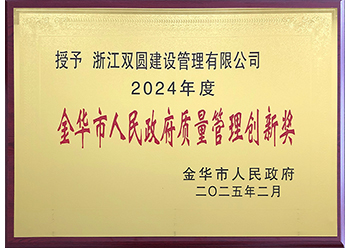 授予 浙江双圆建设管理有限公司
2024年度
金华市人民政府质量管理创新奖
金华市人民政府
二〇二五年二月